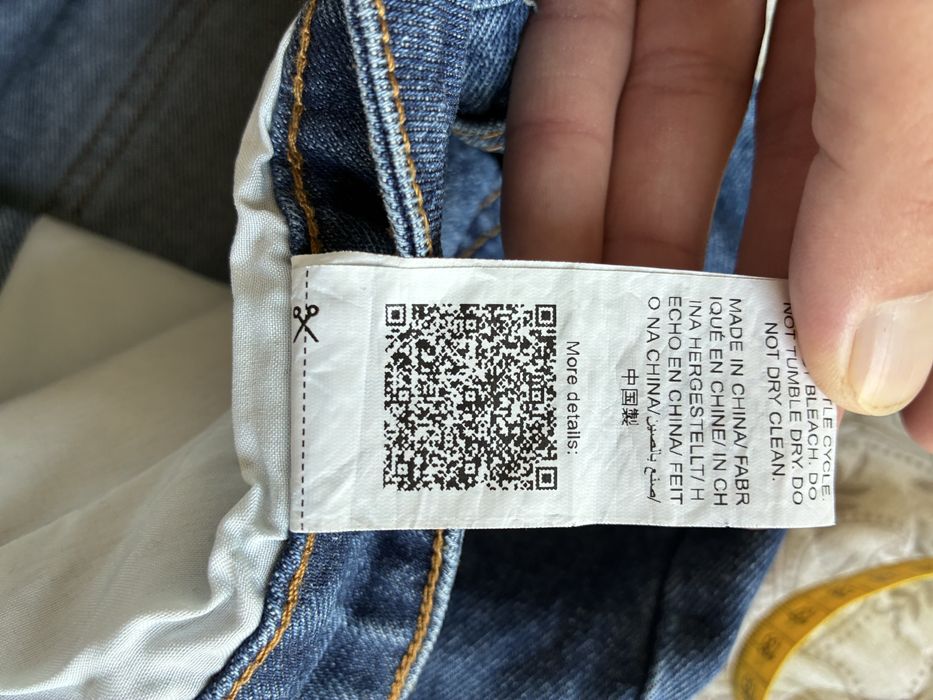 CYCLE.
BLEACH. DO
NOT TUMBLE DRY. DO
NOT DRY CLEAN.
MADE IN CHINA/ FABR
IQUÉ EN CHINE/ IN CH
INA HERGESTELLT/ H
ECHO EN CHINA/ FEIT
O NA CHINA/ صنع بالصين/
中国製
More details: